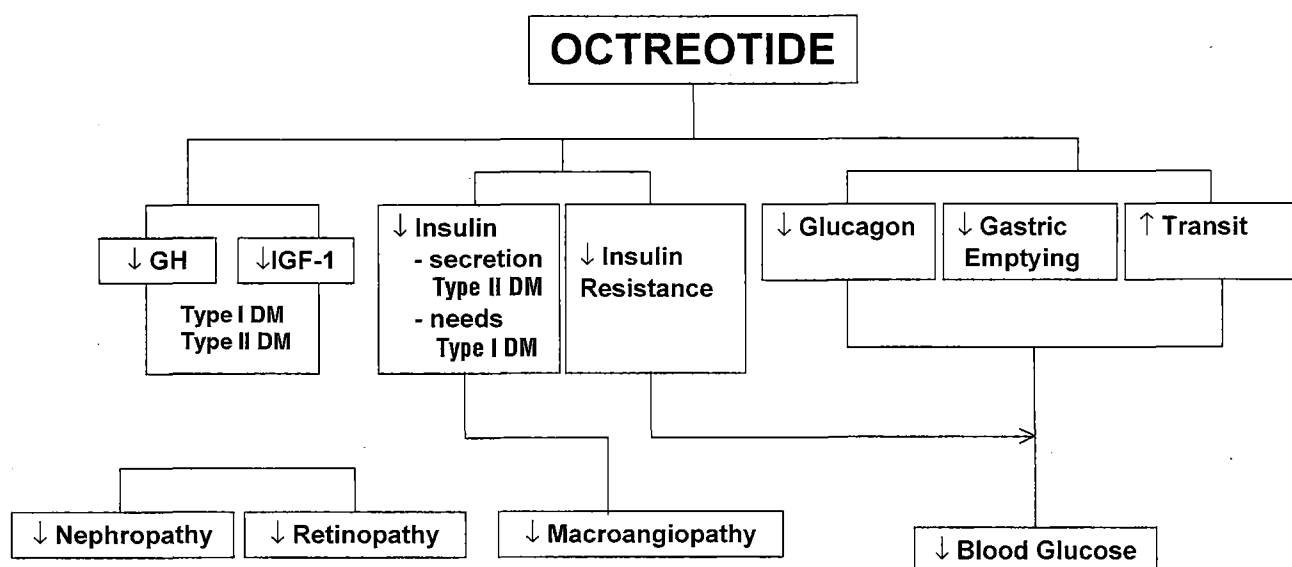 OCTREOTIDE
↓ GH
↓IGF-1
Type I DM
Type II DM
↓ Insulin
- secretion
Type II DM
- needs
Type I DM
↓ Insulin
Resistance
↓ Glucagon
↓ Gastric
Emptying
↑ Transit
↓ Nephropathy
↓ Retinopathy
↓ Macroangiopathy
↓ Blood Glucose